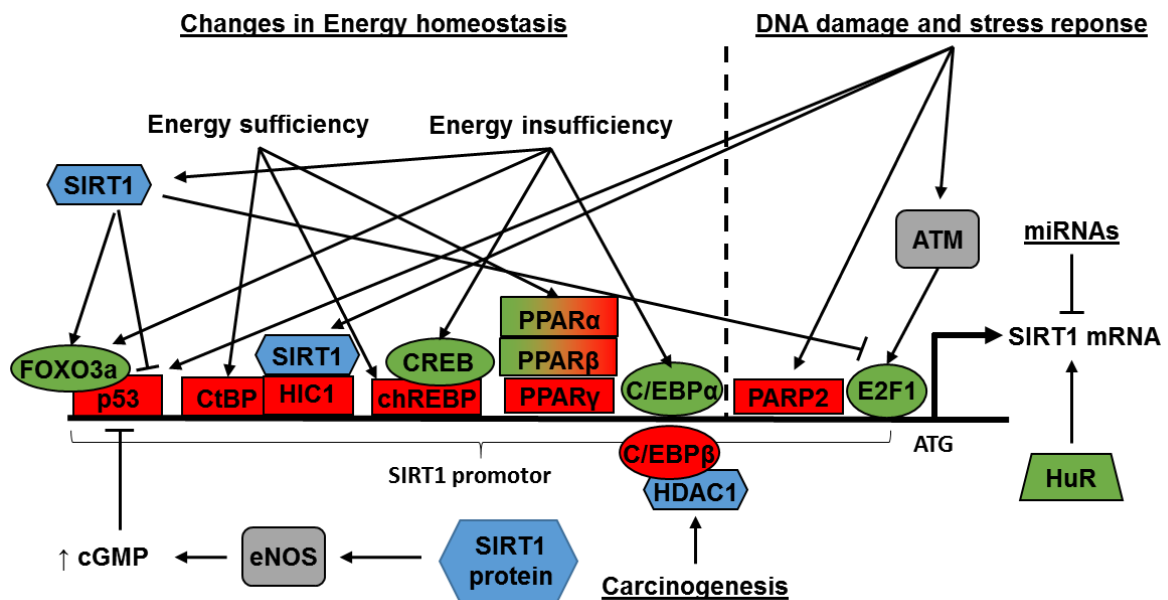 Changes in Energy homeostasis
DNA damage and stress reponse
Energy sufficiency
Energy insufficiency
SIRT1
ATM
miRNAs
PPARα
SIRT1 mRNA
SIRT1
CREB
PPARβ
FOXO3a
p53
CtBP
HIC1
chREBP
PPARγ
C/EBPα
PARP2
E2F1
ATG
C/EBPβ
SIRT1 promotor
HDAC1
HuR
↑ cGMP
eNOS
SIRT1
protein
Carcinogenesis